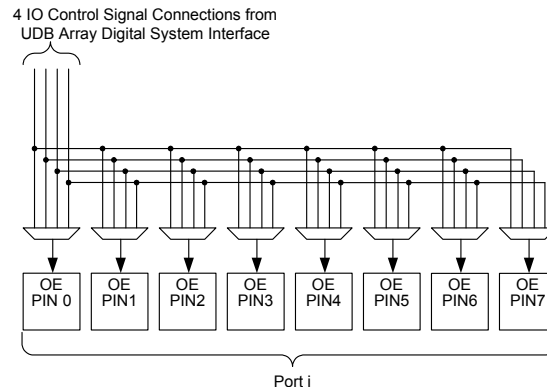 4 IO Control Signal Connections from
UDB Array Digital System Interface
OE
PIN 0
OE
PIN1
OE
PIN2
OE
PIN3
OE
PIN4
OE
PIN5
OE
PIN6
OE
PIN7
Port i